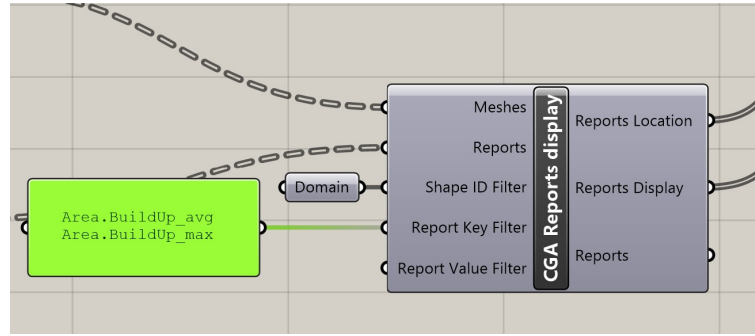 Area.BuildUp_avg
Area.BuildUp_max
Domain
Meshes
Reports
Shape ID Filter
Report Key Filter
Report Value Filter
CGA Reports display
Reports Location
Reports Display
Reports